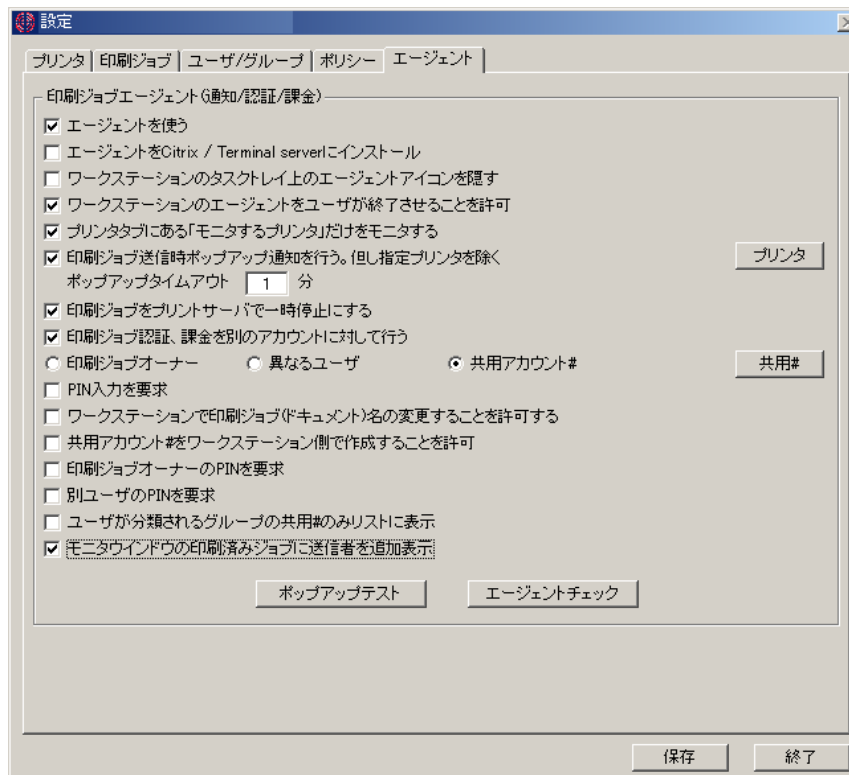 設定
プリンタ 印刷ジョブ ユーザ/グループ ポリシー エージェント
印刷ジョブエージェント(通知/認証/課金)
エージェントを使う
エージェントをCitrix / Terminal serverにインストール
ワークステーションのタスクトレイ上のエージェントアイコンを隠す
ワークステーションのエージェントをユーザが終了させることを許可
プリンタタブにある「モニタするプリンタ」だけをモニタする
印刷ジョブ送信時ポップアップ通知を行う。但し指定プリンタを除く プリンタ
ポップアップタイムアウト 1 分
印刷ジョブをプリントサーバで一時停止にする
印刷ジョブ認証、課金を別のアカウントに対して行う
印刷ジョブオーナー 異なるユーザ 共用アカウント# 共用#
PIN入力を要求
ワークステーションで印刷ジョブ(ドキュメント)名の変更することを許可する
共用アカウント#をワークステーション側で作成することを許可
印刷ジョブオーナーのPINを要求
別ユーザのPINを要求
ユーザが分類されるグループの共用#のみリストに表示
モニタウインドウの印刷済みジョブに送信者を追加表示
ポップアップテスト エージェントチェック
保存 終了